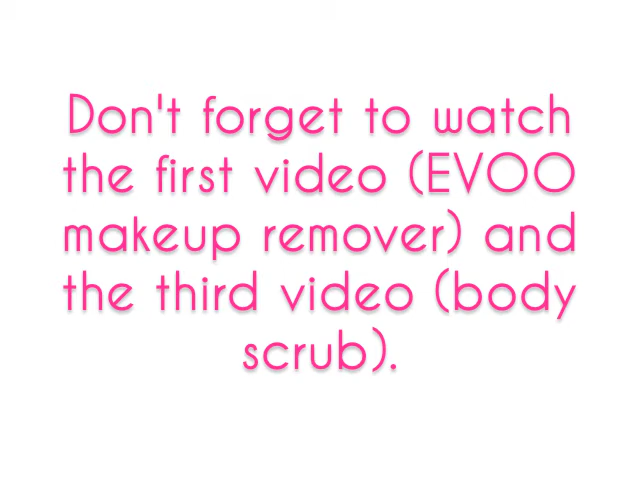 Don't forget to watch
the first video (EVOO
makeup remover) and
the third video (body
scrub).